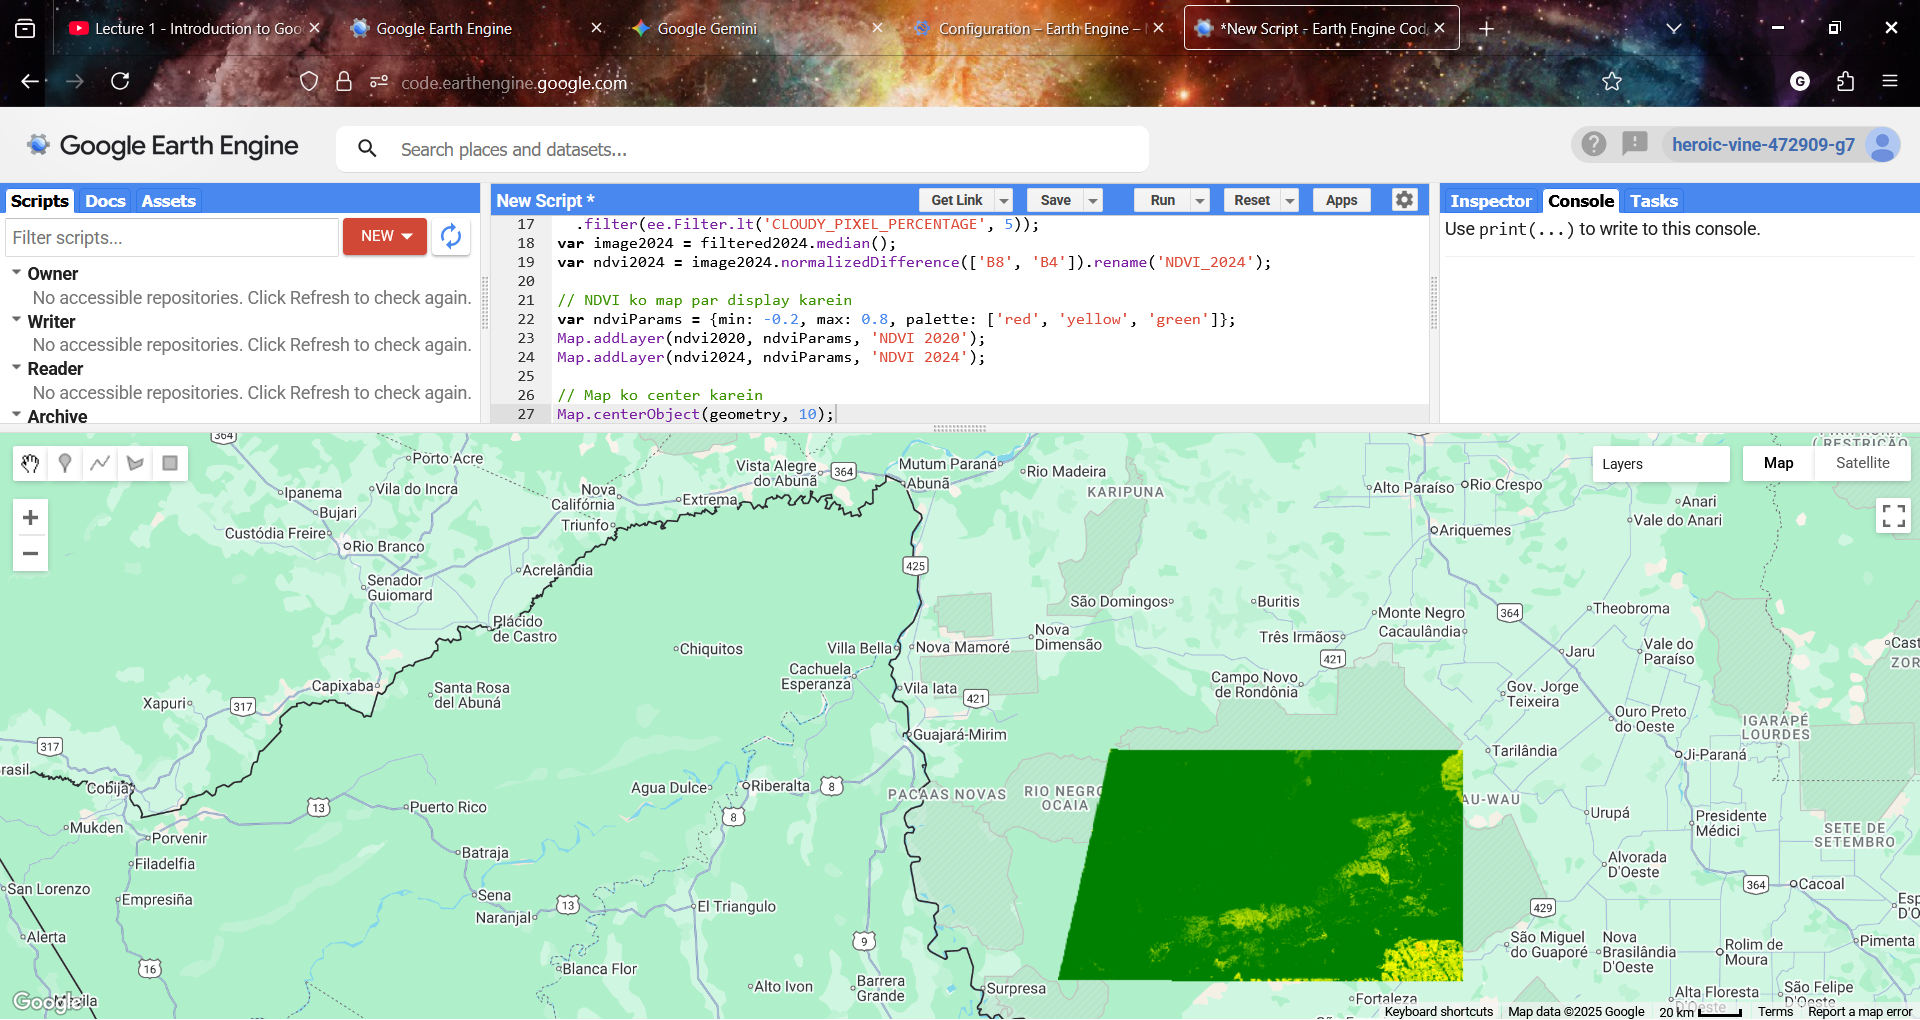 Lecture 1 - Introduction to Goo
Google Earth Engine
Google Gemini
Configuration – Earth Engine –
*New Script - Earth Engine Cod
code.earthengine.google.com
G
Google Earth Engine
Search places and datasets...
heroic-vine-472909-g7
Scripts Docs Assets
Filter scripts...
NEW
Owner
No accessible repositories. Click Refresh to check again.
Writer
No accessible repositories. Click Refresh to check again.
Reader
No accessible repositories. Click Refresh to check again.
Archive
New Script *
Get Link Save Run Reset Apps
17 .filter(ee.Filter.lt('CLOUDY_PIXEL_PERCENTAGE', 5));
18 var image2024 = filtered2024.median();
19 var ndvi2024 = image2024.normalizedDifference(['B8', 'B4']).rename('NDVI_2024');
20
21 // NDVI ko map par display karein
22 var ndviParams = {min: -0.2, max: 0.8, palette: ['red', 'yellow', 'green']};
23 Map.addLayer(ndvi2020, ndviParams, 'NDVI 2020');
24 Map.addLayer(ndvi2024, ndviParams, 'NDVI 2024');
25
26 // Map ko center karein
27 Map.centerObject(geometry, 10);
Inspector Console Tasks
Use print(...) to write to this console.
Layers
Map Satellite
364
Porto Acre
Vista Alegre
do Abunã
364
Mutum Paraná
Abunã
Rio Madeira
KARIPUNA
Alto Paraíso
Rio Crespo
(RESTRIÇÃO
Anari
Vale do Anari
Ipanema
Vila do Incra
Bujari
Nova
Califórnia
Extrema
Triunfo
Custódia Freire
Rio Branco
Ariquemes
425
Acrelândia
Senador
Guiomard
São Domingos
Buritis
Monte Negro
364
Theobroma
Plácido
de Castro
Nova
Dimensão
Três Irmãos
Cacaulândia
Chiquitos
Villa Bella
Nova Mamoré
421
Jaru
Vale do
Paraíso
Cast
ZOR
Cachuela
Esperanza
Capixaba
Santa Rosa
del Abuná
Vila Iata
421
Campo Novo
de Rondônia
Gov. Jorge
Teixeira
Xapuri
317
Ouro Preto
do Oeste
IGARAPÉ
LOURDES
317
Guajará-Mirim
Tarilândia
Ji-Paraná
rasil
Cobija
Agua Dulce
Riberalta
8
PACAAS NOVAS
RIO NEGRO
OCAIA
AU-WAU
13
Puerto Rico
8
Urupá
Presidente
Médici
SETE DE
SETEMBRO
Mukden
Porvenir
Batraja
Filadelfia
Alvorada
D'Oeste
San Lorenzo
Empresiña
Sena
Naranjal
13
El Triangulo
364
Cacoal
429
Esp
D'O
Alerta
9
São Miguel
do Guaporé
Nova
Brasilândia
D'Oeste
Rolim de
Moura
Pimenta
16
Blanca Flor
Alto Ivon
Barrera
Grande
Surpresa
Alta Floresta
D'Oeste
São Felipe
D'Oeste
Fortaleza
Google
Keyboard shortcuts Map data ©2025 Google 20 km Terms Report a map error